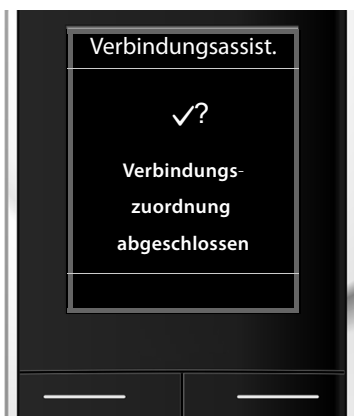 Verbindungsassist.
✓?
Verbindungs-
zuordnung
abgeschlossen